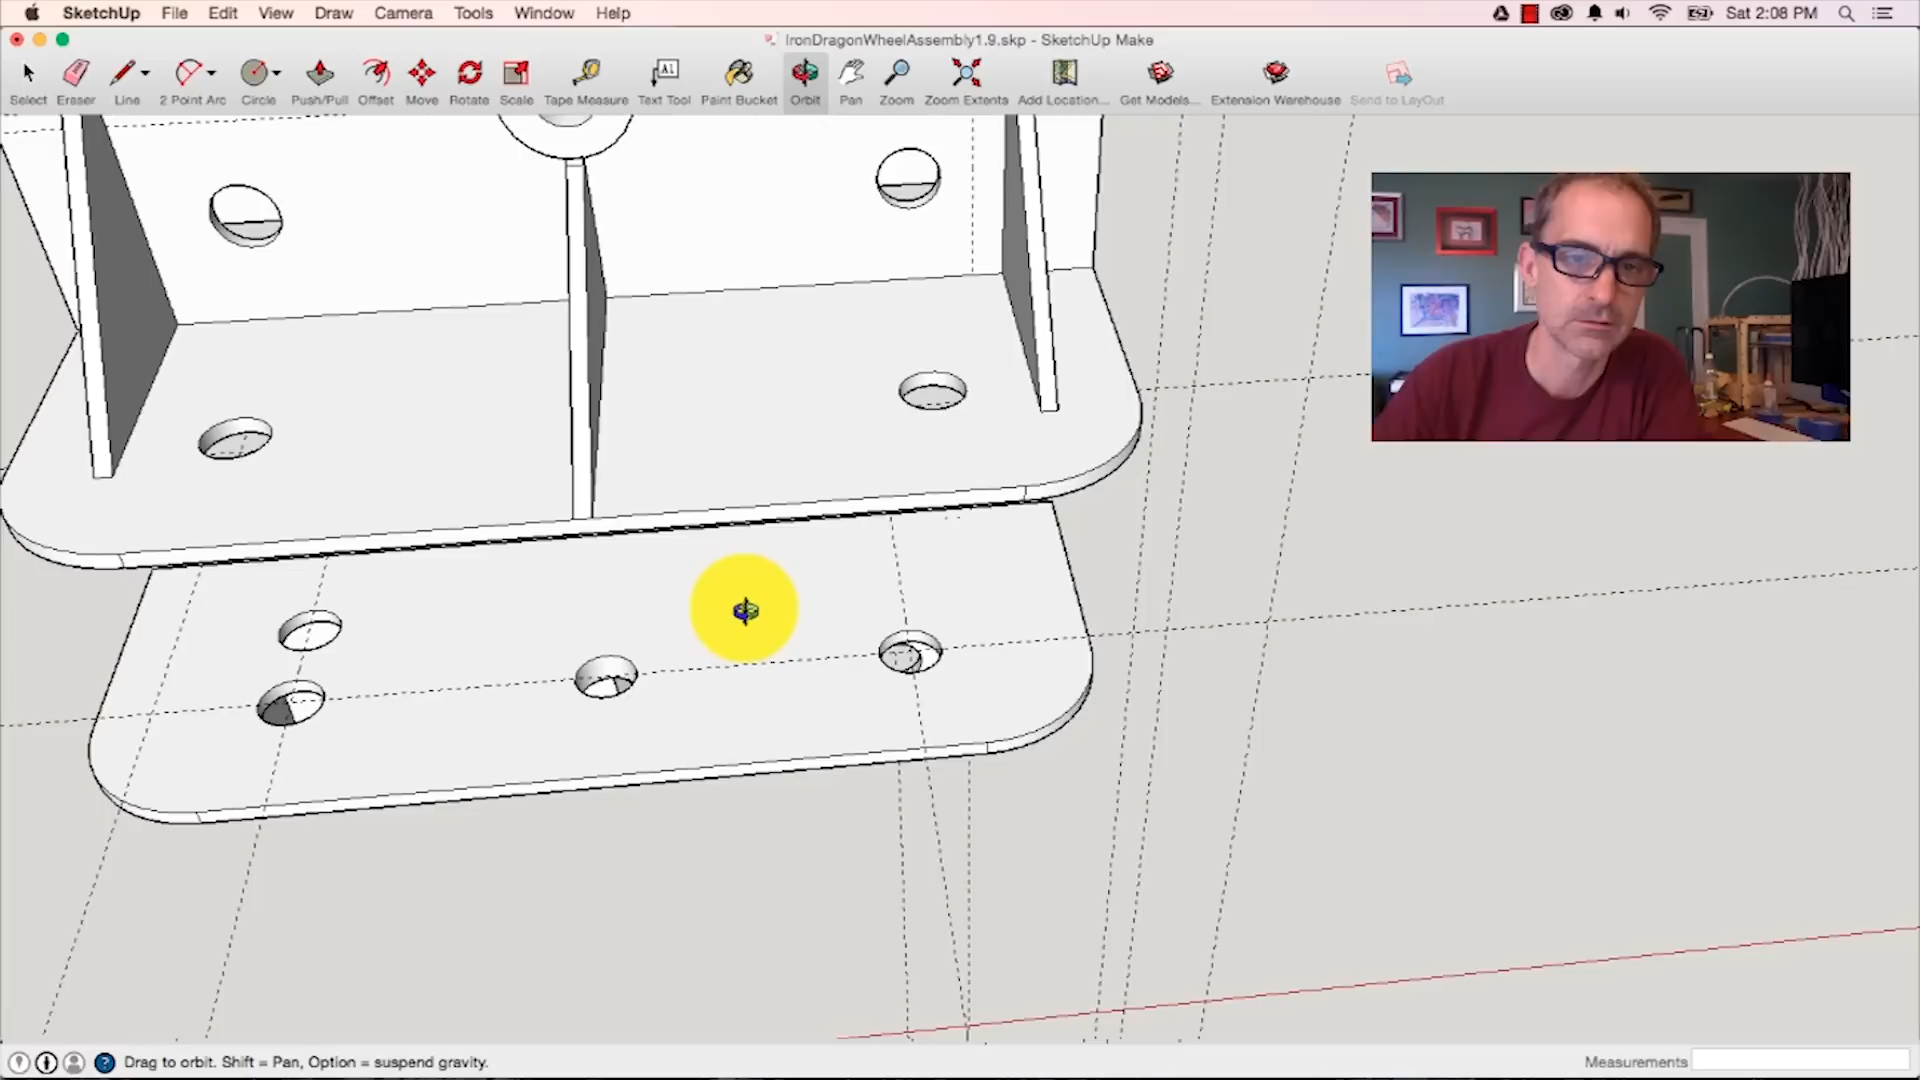 SketchUp File Edit View Draw Camera Tools Window Help Sat 2:08 PM
IronDragonWheelAssembly1.9.skp - SketchUp Make
A1
Select Eraser Line 2 Point Arc Circle Push/Pull Offset Move Rotate Scale Tape Measure Text Tool Paint Bucket Orbit Pan Zoom Zoom Extents Add Location... Get Models... Extension Warehouse Send to LayOut
? Drag to orbit. Shift = Pan, Option = suspend gravity. Measurements